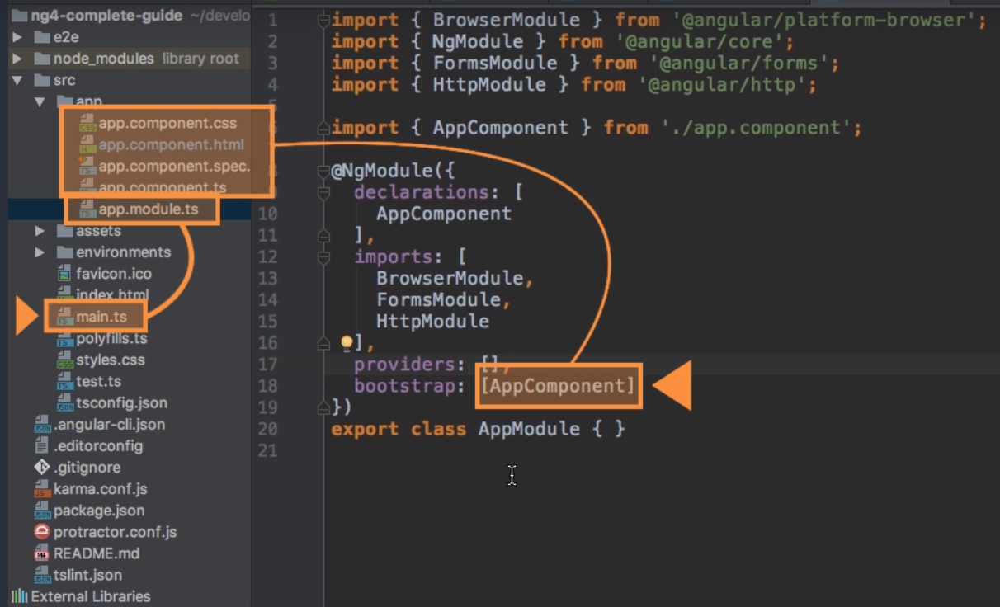 ng4-complete-guide ~/develo
e2e
node_modules library root
src
app
app.component.css
app.component.html
app.component.spec.
app.component.ts
app.module.ts
assets
environments
favicon.ico
index.html
main.ts
polyfills.ts
styles.css
test.ts
tsconfig.json
.angular-cli.json
.editorconfig
.gitignore
karma.conf.js
package.json
protractor.conf.js
README.md
tslint.json
External Libraries
1 import { BrowserModule } from '@angular/platform-browser';
2 import { NgModule } from '@angular/core';
3 import { FormsModule } from '@angular/forms';
4 import { HttpModule } from '@angular/http';
5
6 import { AppComponent } from './app.component';
8 @NgModule({
9 declarations: [
10 AppComponent
11 ],
12 imports: [
13 BrowserModule,
14 FormsModule,
15 HttpModule
16 ],
17 providers: [],
18 bootstrap: [AppComponent]
19 })
20 export class AppModule { }
21